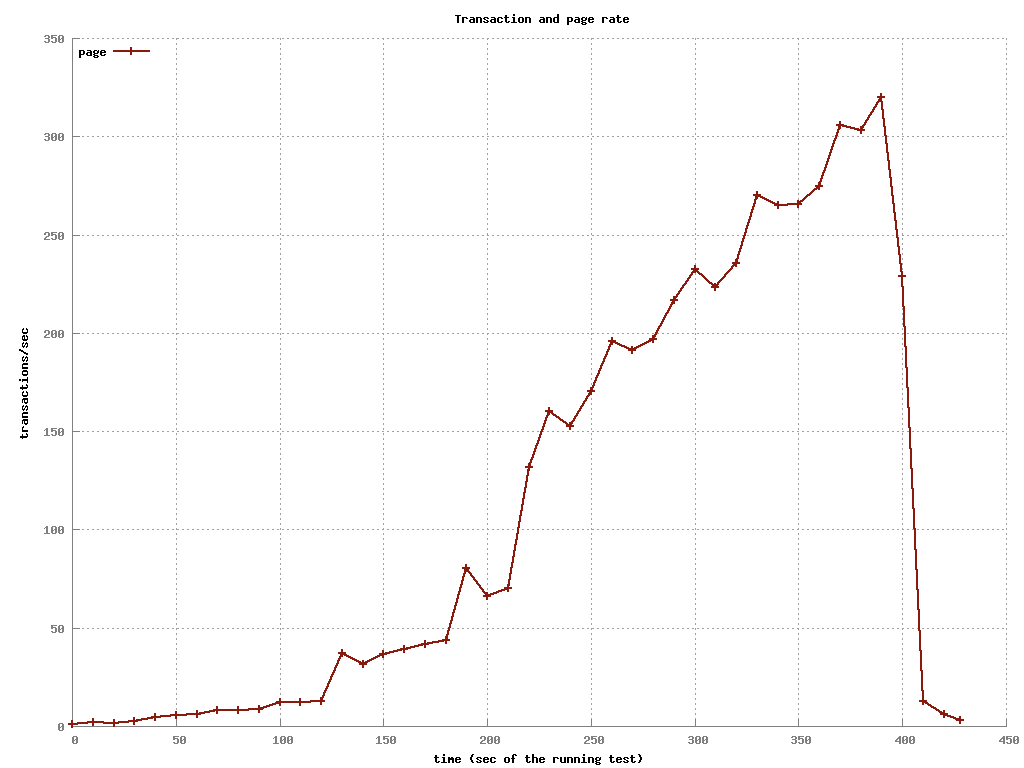 Transaction and page rate
350
page
300
250
200
transactions/sec
150
100
50
0
0 50 100 150 200 250 300 350 400 450
time (sec of the running test)